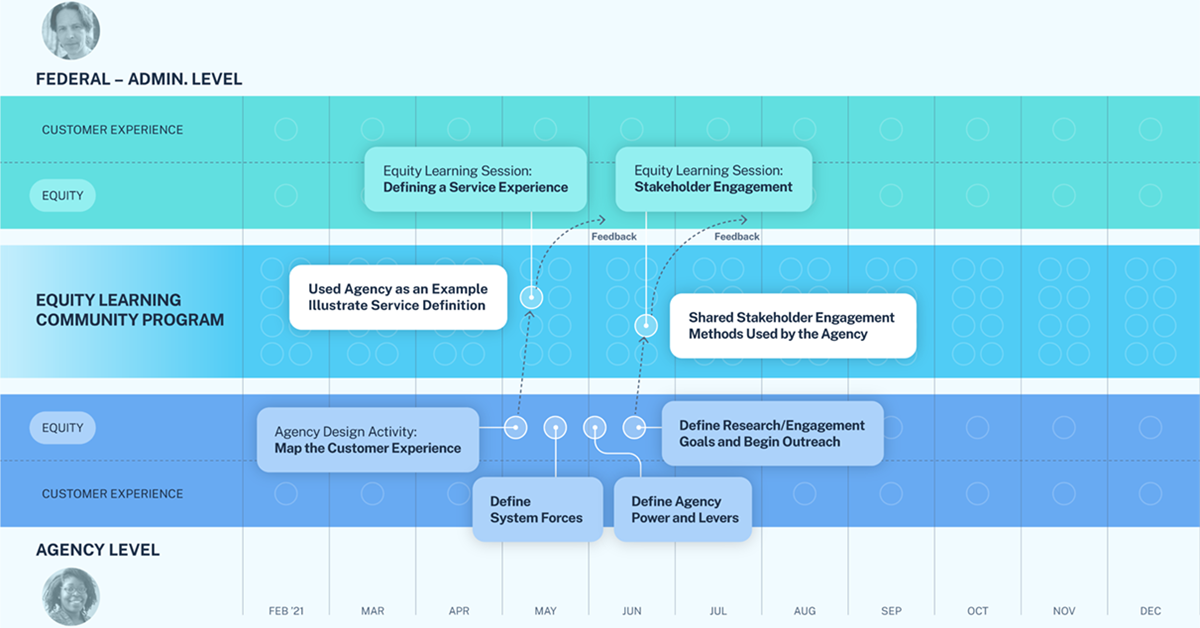 FEDERAL – ADMIN. LEVEL
CUSTOMER EXPERIENCE
Equity Learning Session:
Defining a Service Experience
Equity Learning Session:
Stakeholder Engagement
EQUITY
Feedback
Feedback
EQUITY LEARNING
COMMUNITY PROGRAM
Used Agency as an Example
Illustrate Service Definition
Shared Stakeholder Engagement
Methods Used by the Agency
EQUITY
Agency Design Activity:
Map the Customer Experience
Define Research/Engagement
Goals and Begin Outreach
CUSTOMER EXPERIENCE
Define
System Forces
Define Agency
Power and Levers
AGENCY LEVEL
FEB '21
MAR
APR
MAY
JUN
JUL
AUG
SEP
OCT
NOV
DEC